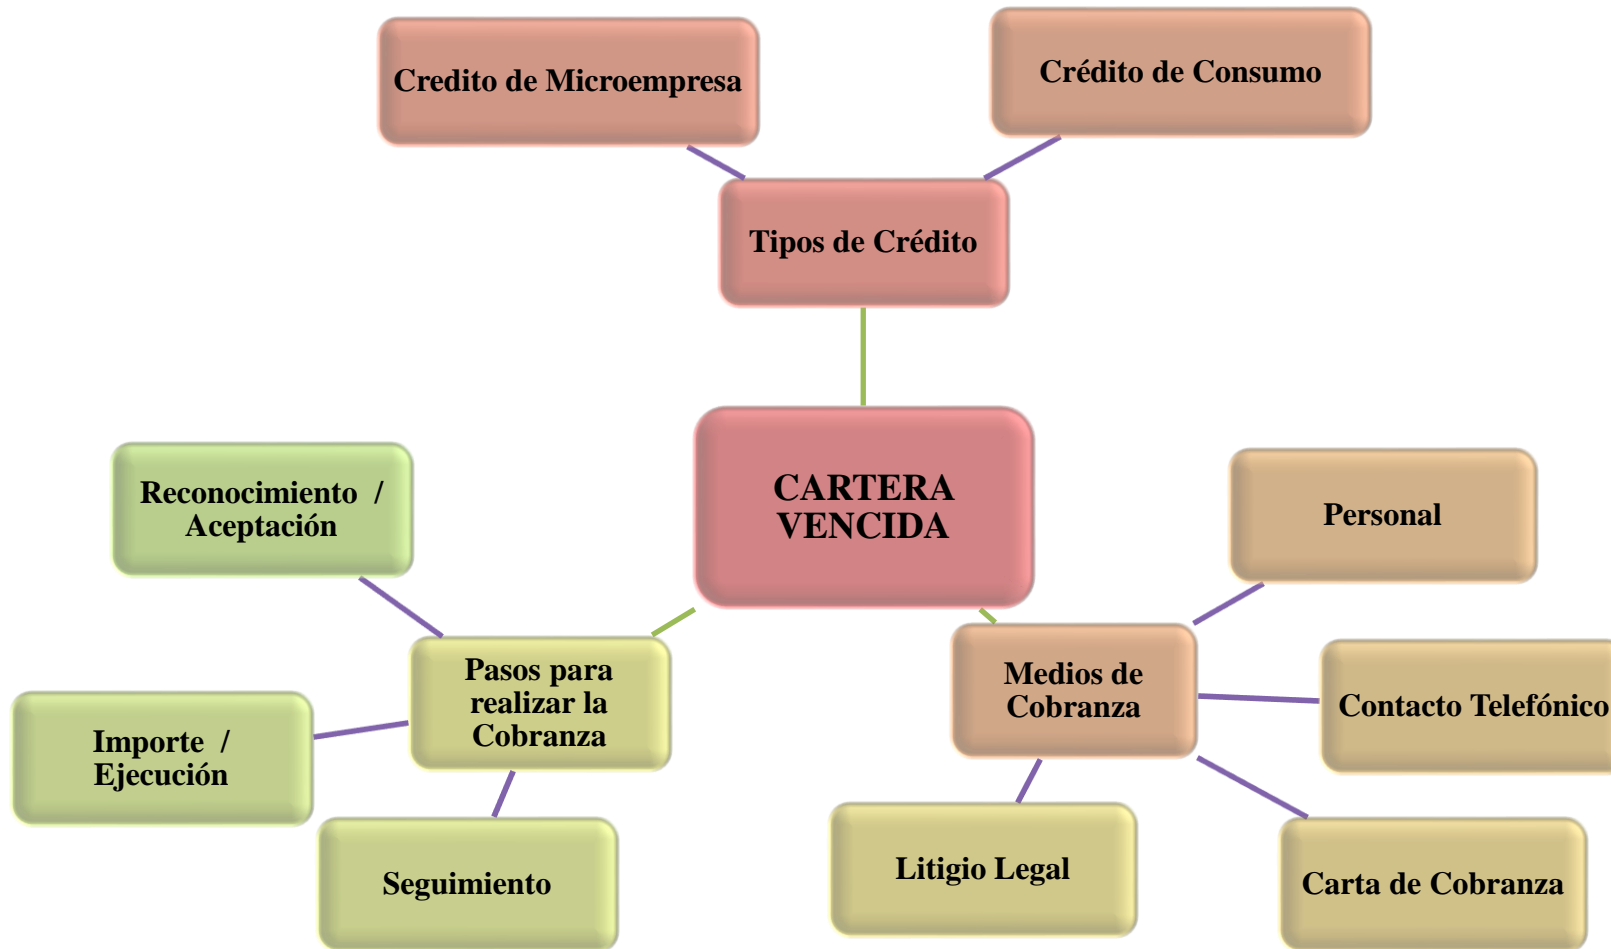 Credito de Microempresa
Crédito de Consumo
Tipos de Crédito
CARTERA
VENCIDA
Reconocimiento /
Aceptación
Personal
Pasos para
realizar la
Cobranza
Medios de
Cobranza
Contacto Telefónico
Importe /
Ejecución
Litigio Legal
Carta de Cobranza
Seguimiento